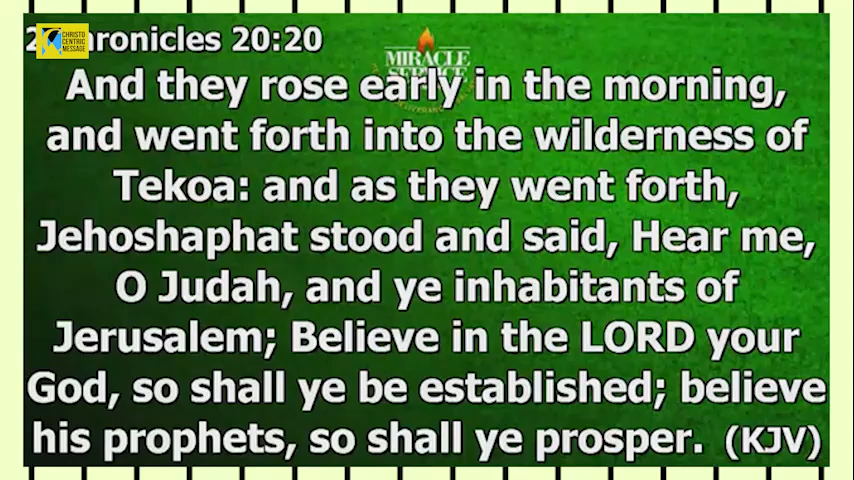 2 Chronicles 20:20
CHRISTO
CENTRIC
MESSAGE
MIRACLE
SERVICE
And they rose early in the morning,
and went forth into the wilderness of
Tekoa: and as they went forth,
Jehoshaphat stood and said, Hear me,
O Judah, and ye inhabitants of
Jerusalem; Believe in the LORD your
God, so shall ye be established; believe
his prophets, so shall ye prosper. (KJV)